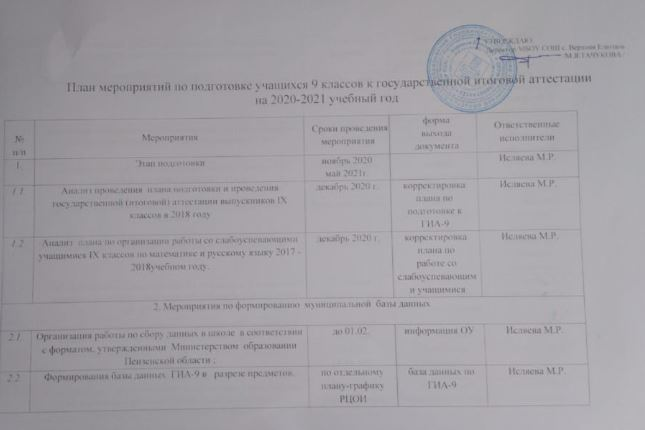 УТВЕРЖДАЮ
Директор МБОУ СОШ с. Верхняя Елюзань
План мероприятий по подготовке учащихся 9 классов к государственной итоговой аттестации
на 2020-2021 учебный год
№ п/п
Мероприятия
Сроки проведения
мероприятия
форма
выхода
документа
Ответственные
исполнители
1. Этап подготовки
ноябрь 2020
май 2021г.
Исляева М.Р.
1.1. Анализ проведения плана подготовки и проведения
государственной (итоговой) аттестации выпускников IX
классов в 2018 году
декабрь 2020 г.
корректировка
плана по
подготовке к
ГИА-9
Исляева М.Р.
1.2. Анализ плана по организации работы со слабоуспевающими
учащимися IX классов по математике и русскому языку 2017 -
2018учебном году.
декабрь 2020 г.
корректировка
плана по
работе со
слабоуспевающим
и учащимися
Исляева М.Р.
2. Мероприятия по формированию муниципальной базы данных
2.1. Организация работы по сбору данных в школе в соответствии
с форматом, утвержденными Министерством образовании
Пензенской области .
до 01.02.
информация ОУ
Исляева М.Р.
2.2. Формирования базы данных ГИА-9 в разрезе предметов.
по отдельному
плану-графику
РЦОИ
база данных по
ГИА-9
Исляева М.Р.